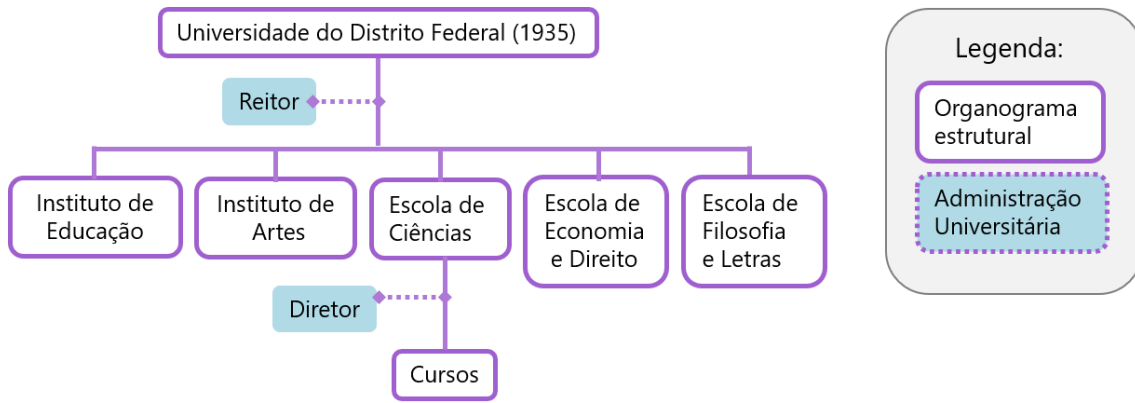 Universidade do Distrito Federal (1935)
Reitor
Instituto de
Educação
Instituto de
Artes
Escola de
Ciências
Escola de
Economia
e Direito
Escola de
Filosofia
e Letras
Diretor
Cursos
Legenda:
Organograma
estrutural
Administração
Universitária